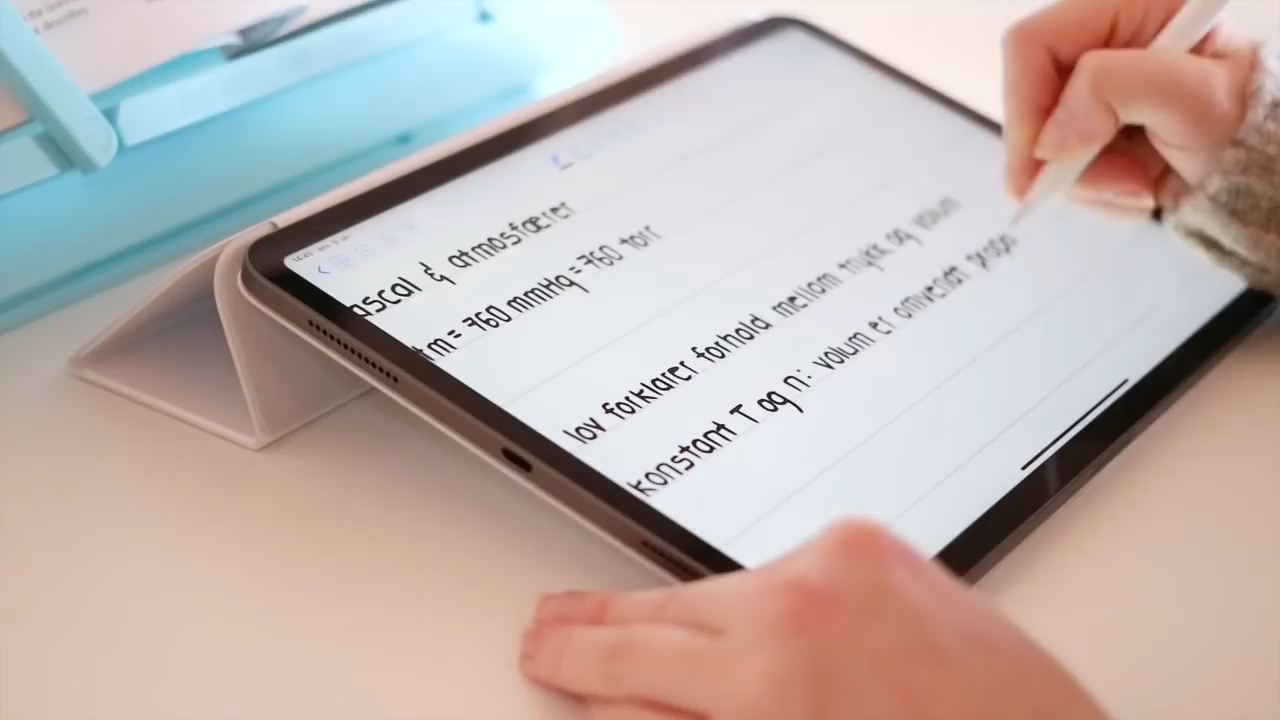 ascal & atmosfærer
tm = 760 mmHg = 760 torr
lov forklarer forhold mellom trykk og volum
konstant T og n: volum er omvendt propo